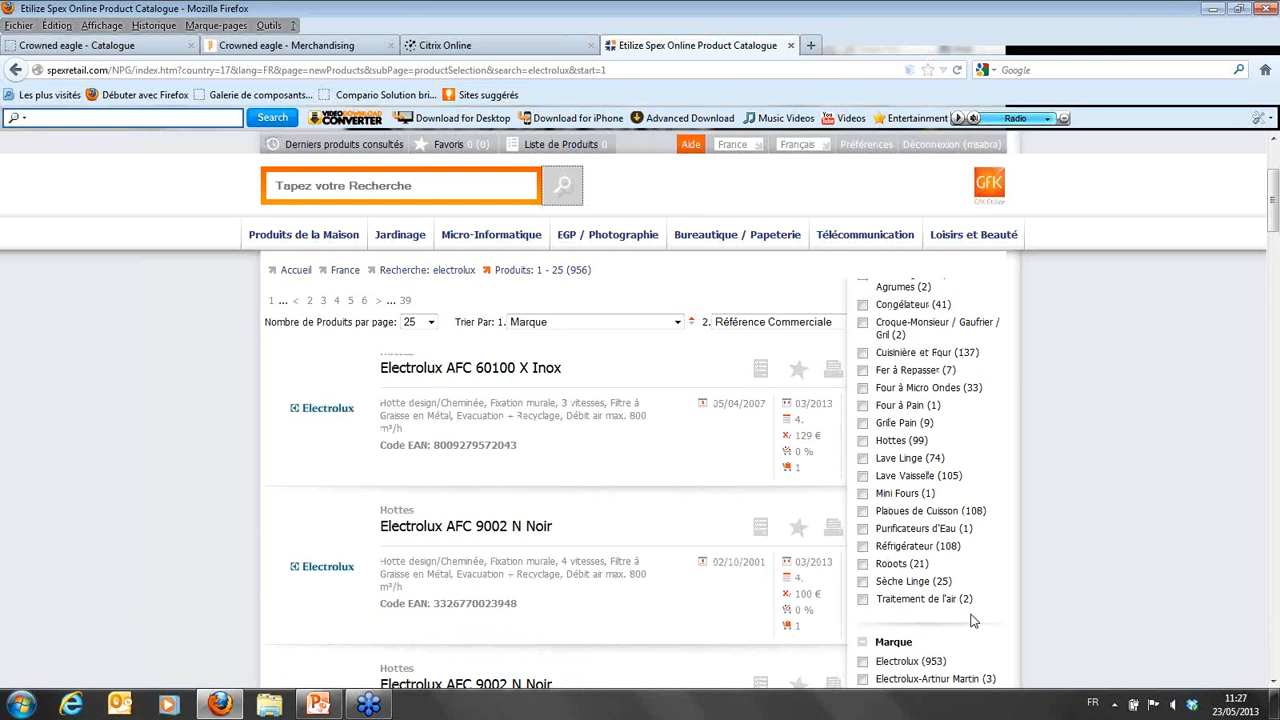 Etilize Spex Online Product Catalogue - Mozilla Firefox
Fichier Édition Affichage Historique Marque-pages Outils ?
Crowned eagle - Catalogue × Crowned eagle - Merchandising × Citrix Online × Etilize Spex Online Product Catalogue × +
spexretail.com/NPG/index.htm?country=17&lang=FR&page=newProducts&subPage=productSelection&search=electrolux&start=1 Google
Les plus visités Débuter avec Firefox Galerie de composants... Compario Solution bri... Sites suggérés
Search VIDEO DOWNLOAD CONVERTER Download for Desktop Download for iPhone Advanced Download Music Videos Videos Entertainment Radio
Derniers produits consultés Favoris 0 (0) Liste de Produits 0 Aide France Français Préférences Déconnexion (msabra)
Tapez votre Recherche GFK
GFK Etilize
Produits de la Maison Jardinage Micro-Informatique EGP / Photographie Bureautique / Papeterie Télécommunication Loisirs et Beauté
Accueil France Recherche: electrolux Produits: 1 - 25 (956)
1 ... < 2 3 4 5 6 > ... 39
Nombre de Produits par page: 25 Trier Par: 1. Marque 2. Référence Commerciale
Hottes
Electrolux AFC 60100 X Inox
Electrolux
Hotte design/Cheminée, Fixation murale, 3 vitesses, Filtre à
Graisse en Métal, Evacuation + Recyclage, Débit air max. 800
m³/h
Code EAN: 8009279572043
05/04/2007
03/2013
4.
129 €
0 %
1
Hottes
Electrolux AFC 9002 N Noir
Electrolux
Hotte design/Cheminée, Fixation murale, 4 vitesses, Filtre à
Graisse en Métal, Evacuation + Recyclage, Débit air max. 800
m³/h
Code EAN: 3326770023948
02/10/2001
03/2013
4.
100 €
0 %
1
Hottes
Electrolux AFC 9002 N Noir
Agrumes (2)
Congélateur (41)
Croque-Monsieur / Gaufrier /
Gril (2)
Cuisinière et Four (137)
Fer à Repasser (7)
Four à Micro Ondes (33)
Four à Pain (1)
Grille Pain (9)
Hottes (99)
Lave Linge (74)
Lave Vaisselle (105)
Mini Fours (1)
Plaques de Cuisson (108)
Purificateurs d'Eau (1)
Réfrigérateur (108)
Robots (21)
Sèche Linge (25)
Traitement de l'air (2)
Marque
Electrolux (953)
Electrolux-Arthur Martin (3)
FR 11:27
23/05/2013